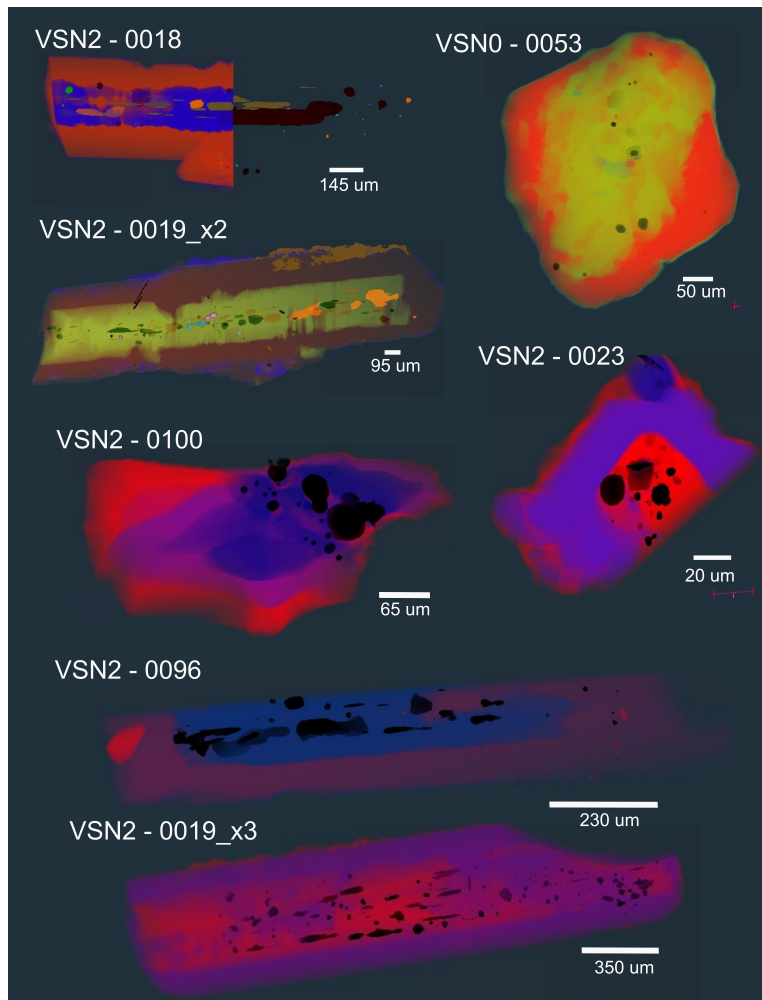 VSN2 - 0018
VSN0 - 0053
145 um
VSN2 - 0019_x2
50 um
95 um
VSN2 - 0023
VSN2 - 0100
20 um
65 um
VSN2 - 0096
230 um
VSN2 - 0019_x3
350 um